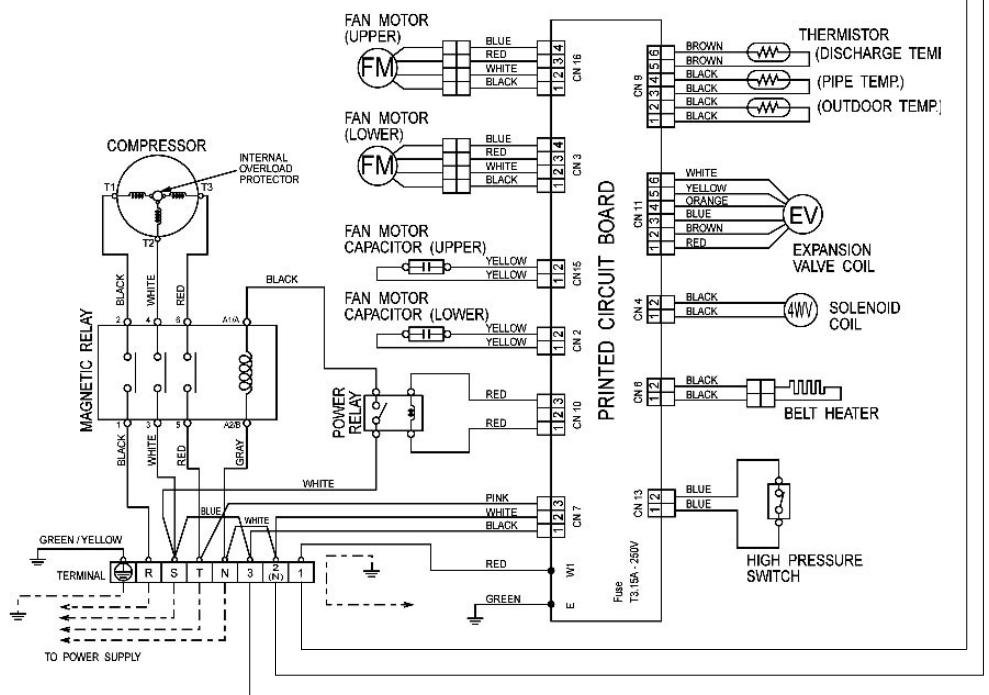 FAN MOTOR
(UPPER)
FM
BLUE
RED
WHITE
BLACK
4
3
2
1
CN 16
FAN MOTOR
(LOWER)
FM
BLUE
RED
WHITE
BLACK
4
3
2
1
CN 3
COMPRESSOR
INTERNAL
OVERLOAD
PROTECTOR
T1
T3
T2
FAN MOTOR
CAPACITOR (UPPER)
YELLOW
YELLOW
2
1
CN15
FAN MOTOR
CAPACITOR (LOWER)
YELLOW
YELLOW
2
1
CN 2
BLACK
BLACK
WHITE
RED
2
4
6
A1/A
MAGNETIC RELAY
1
3
5
A2/B
BLACK
WHITE
RED
GRAY
POWER
RELAY
RED
RED
3
2
1
CN 10
WHITE
PINK
WHITE
BLACK
3
2
1
CN 7
BLUE
WHITE
GREEN / YELLOW
TERMINAL
R
S
T
N
3
2
(N)
1
TO POWER SUPPLY
RED
W1
GREEN
E
Fuse
T3.15A - 250V
PRINTED CIRCUIT BOARD
THERMISTOR
(DISCHARGE TEM
(PIPE TEMP.)
(OUTDOOR TEMP.)
BROWN
BROWN
BLACK
BLACK
BLACK
BLACK
6
5
4
3
2
1
CN 9
WHITE
YELLOW
ORANGE
BLUE
BROWN
RED
6
5
4
3
2
1
CN 11
EV
EXPANSION
VALVE COIL
BLACK
BLACK
2
1
CN 4
4WV
SOLENOID
COIL
BLACK
BLACK
2
1
CN 6
BELT HEATER
BLUE
BLUE
2
1
CN 13
HIGH PRESSURE
SWITCH